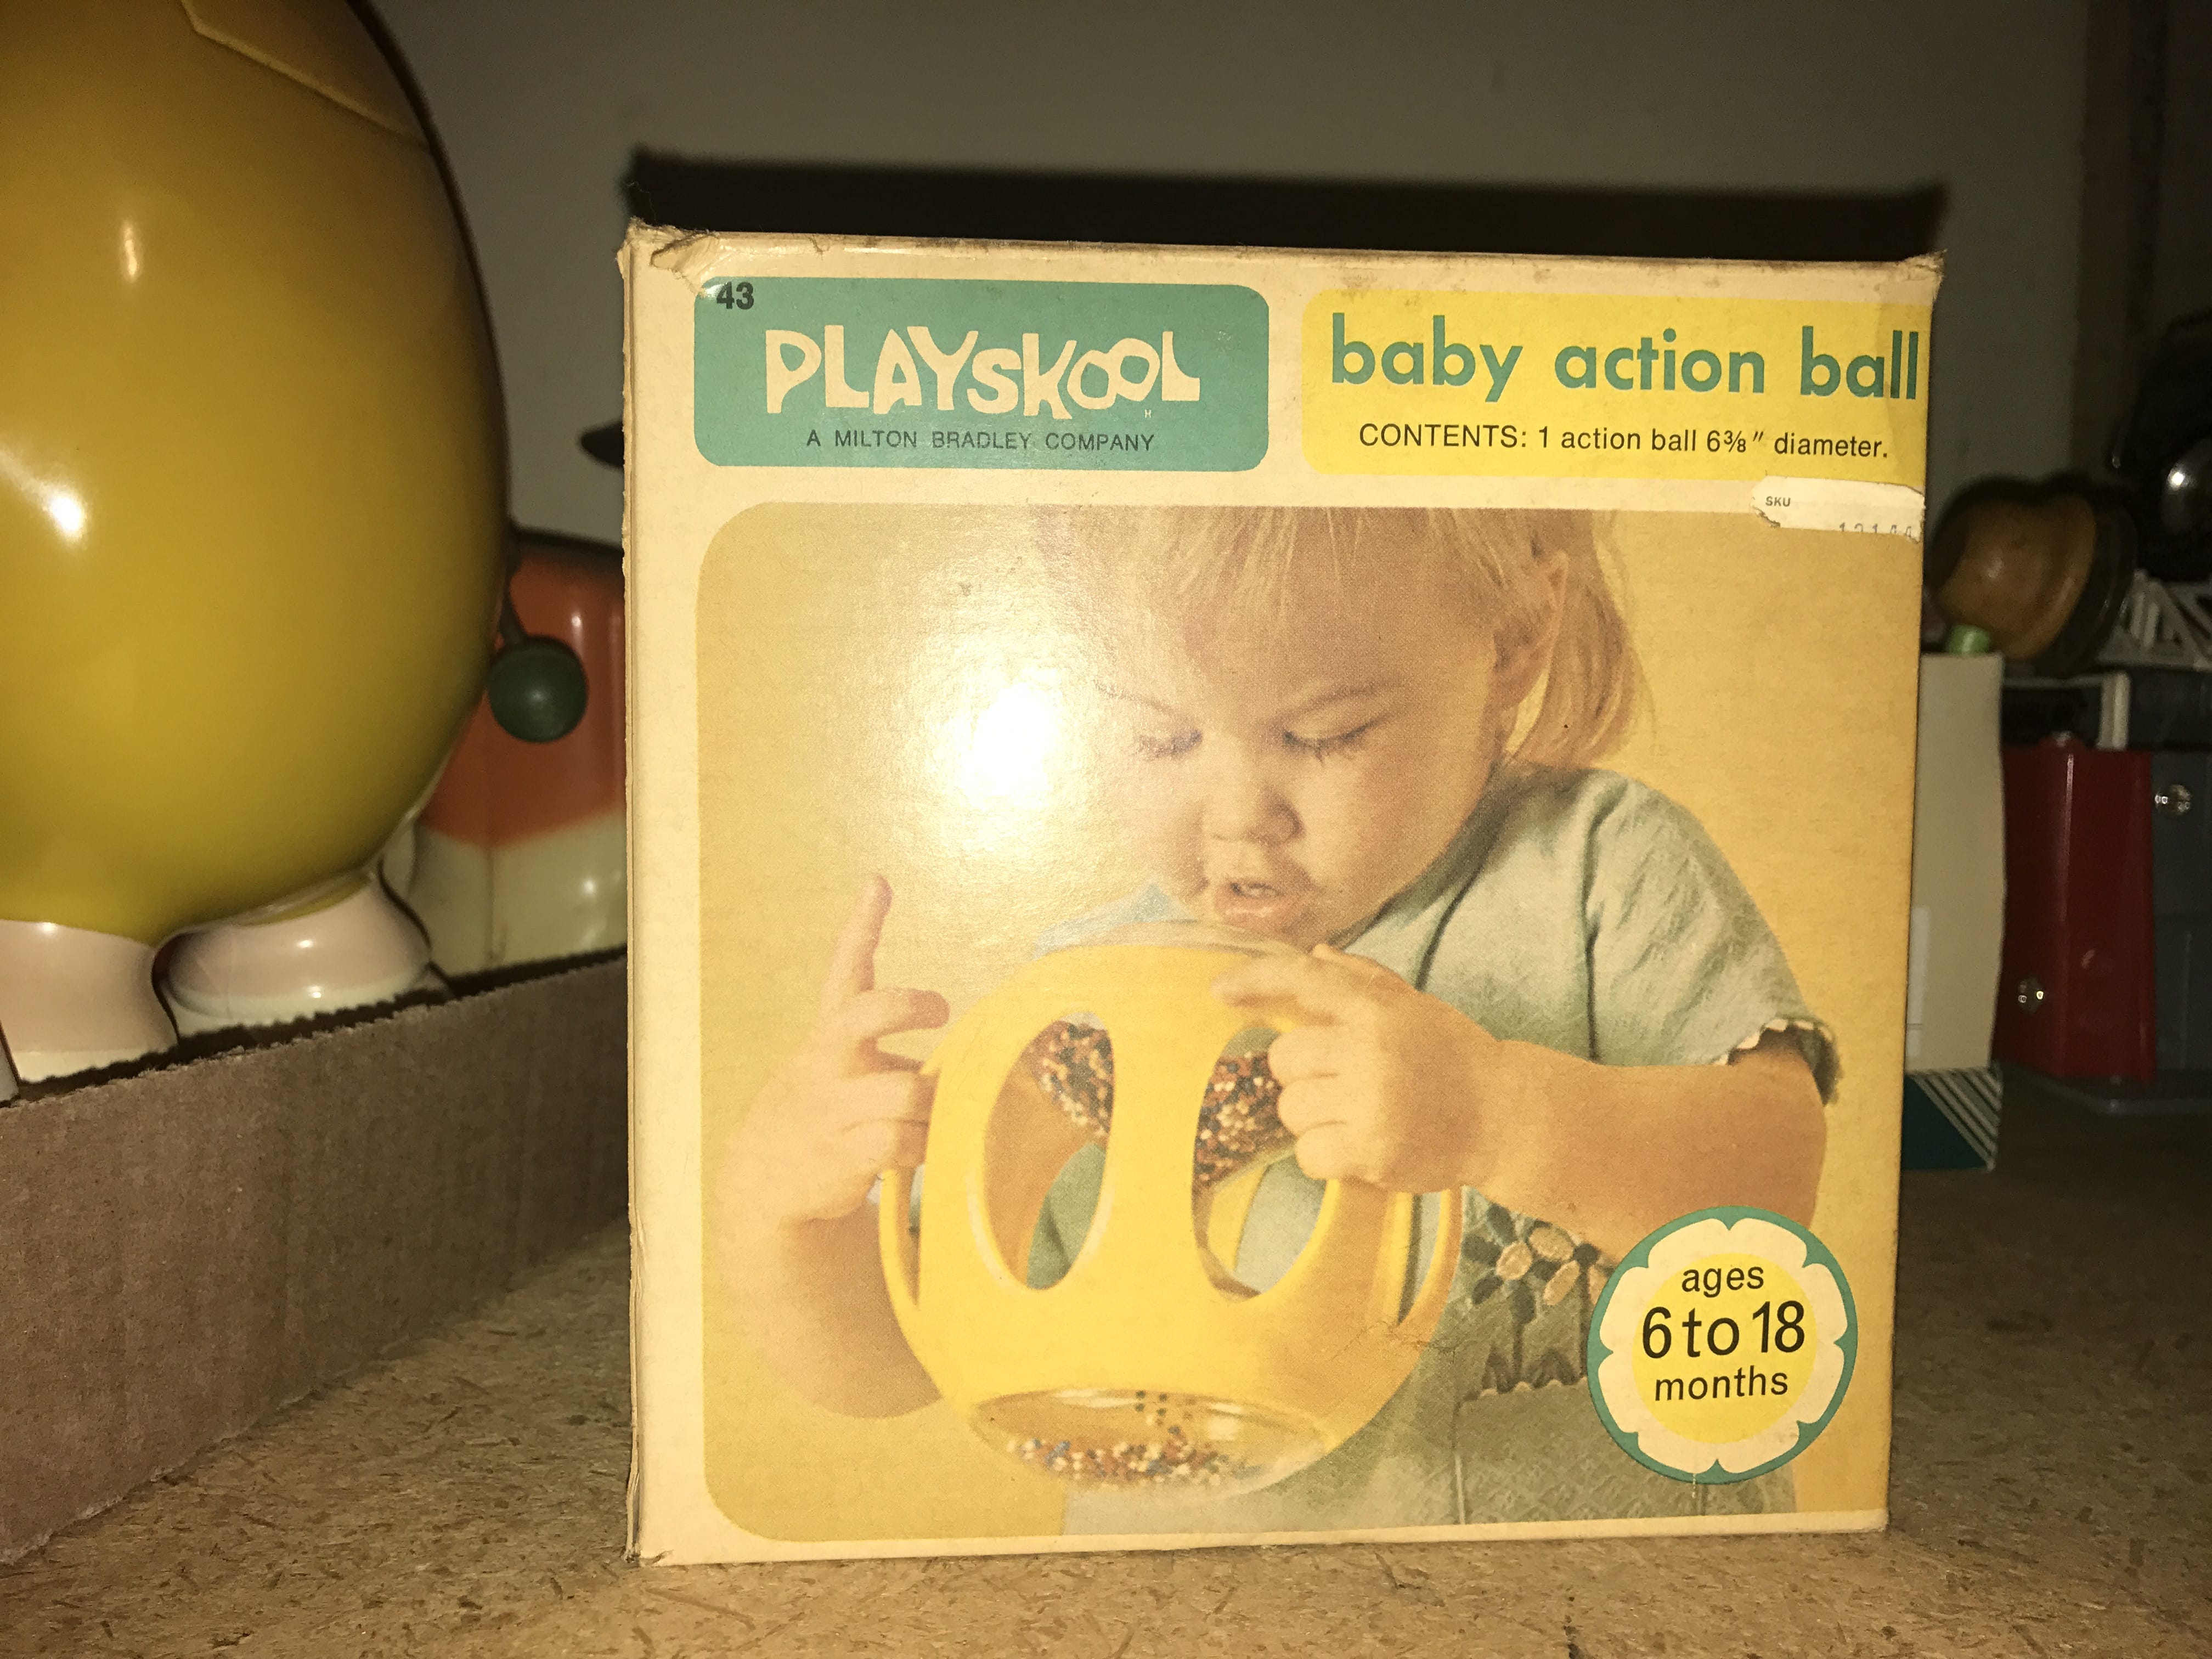 43
PLAYSKOOL
A MILTON BRADLEY COMPANY
baby action ball
CONTENTS: 1 action ball 6⅜" diameter.
SKU
ages
6 to 18
months